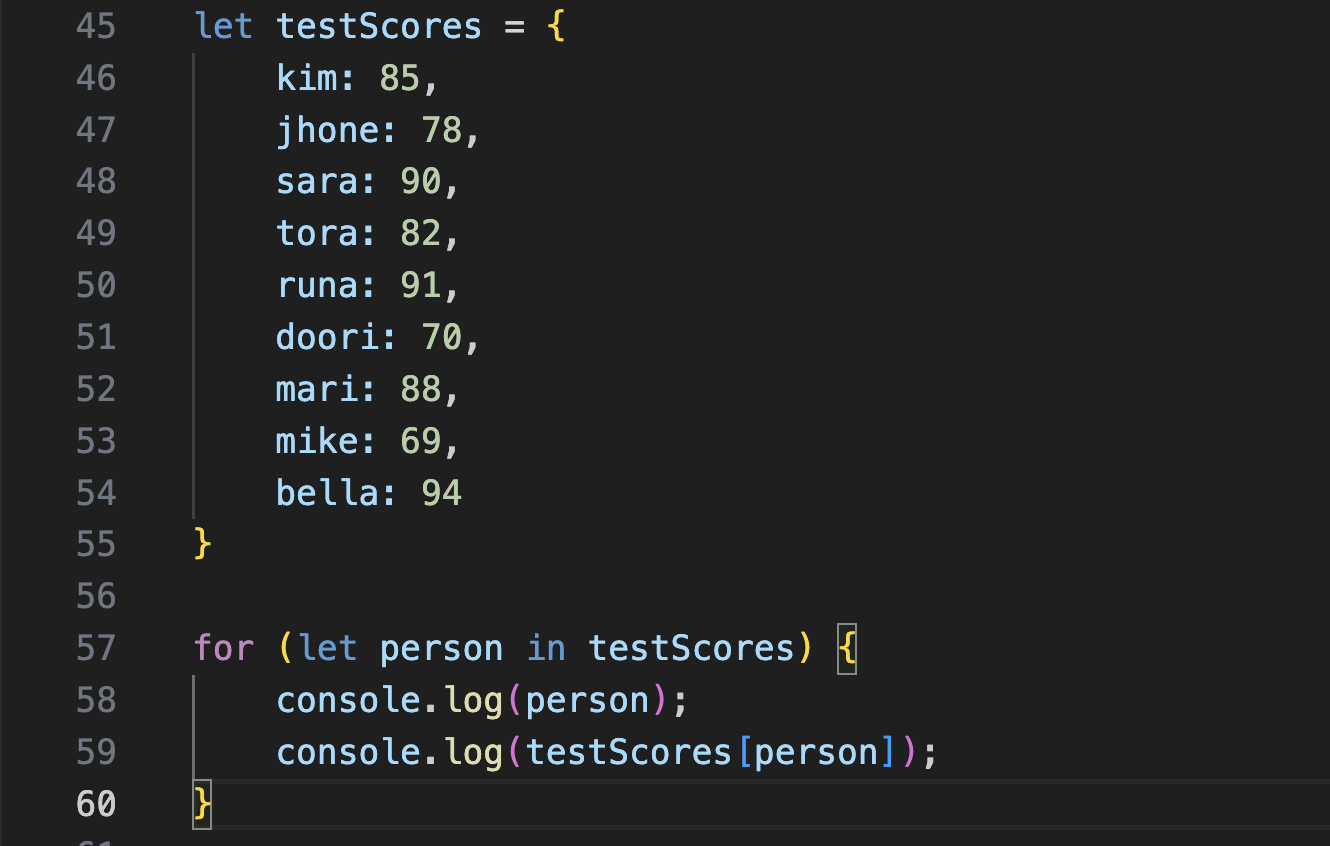 45 let testScores = {
46 kim: 85,
47 jhone: 78,
48 sara: 90,
49 tora: 82,
50 runa: 91,
51 doori: 70,
52 mari: 88,
53 mike: 69,
54 bella: 94
55 }
56
57 for (let person in testScores) {
58 console.log(person);
59 console.log(testScores[person]);
60 }